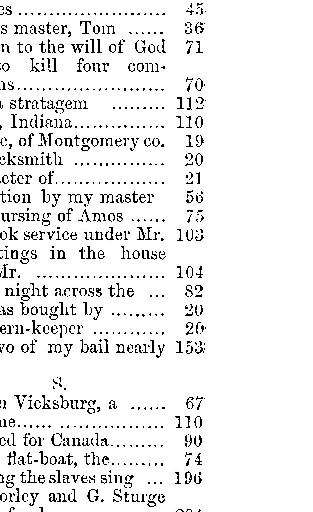 es .................... 45
s master, Tom ...... 36
n to the will of God 71
to kill four com-
ns....................... 70
a stratagem ......... 112
, Indiana.............. 110
e, of Montgomery co. 19
cksmith .............. 20
cter of.................. 21
tion by my master 56
ursing of Amos ...... 75
ok service under Mr. 103
tings in the house
Mr. .................... 104
night across the ... 82
as bought by ......... 20
ern-keeper ............ 20
wo of my bail nearly 153
S.
n Vicksburg, a ...... 67
ne....................... 110
ed for Canada......... 90
flat-boat, the......... 74
ng the slaves sing ... 196
orley and G. Sturge